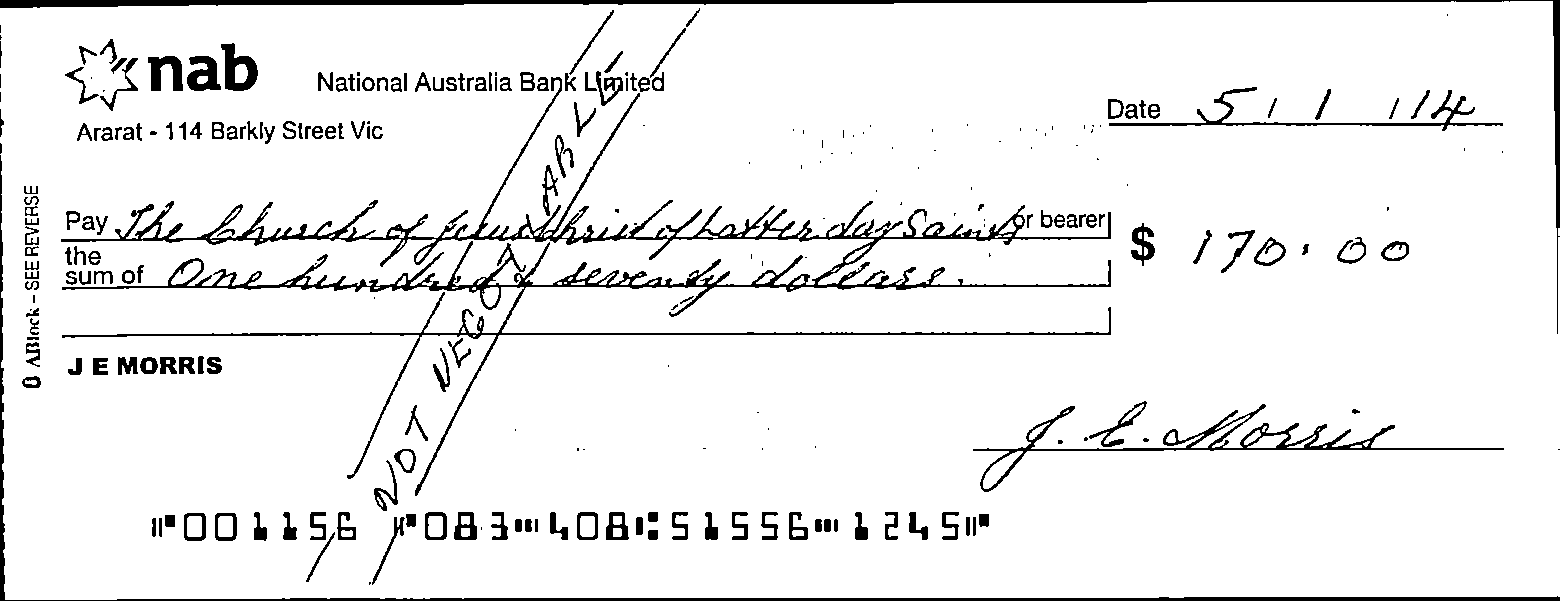 nab
National Australia Bank Limited
Ararat - 114 Barkly Street Vic
Date 5 / 1 / 14
Pay The Church of Jesus Christ of Latter day Saints or bearer
the sum of One hundred & seventy dollars.
$ 170.00
NOT NEGOTIABLE
J E MORRIS
J. E. Morris
ABlock – SEE REVERSE
⑈001156 ⑈083⑉408⑆51556⑉1245⑈